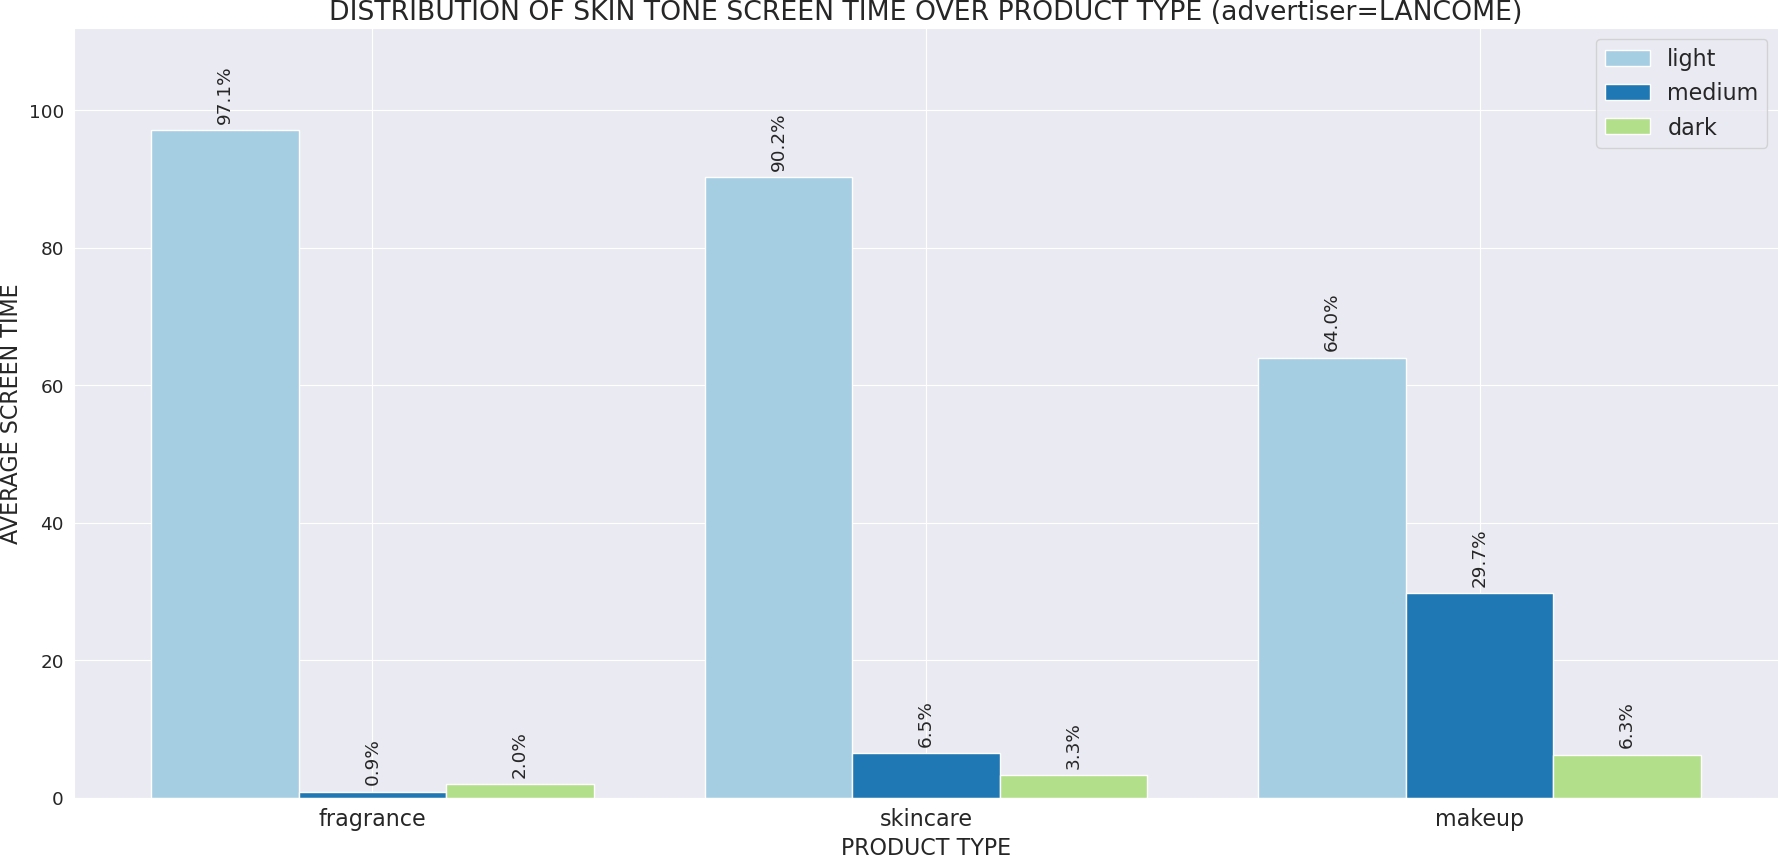 DISTRIBUTION OF SKIN TONE SCREEN TIME OVER PRODUCT TYPE (advertiser=LANCOME)
light
medium
dark
AVERAGE SCREEN TIME
100
80
60
40
20
0
97.1%
0.9%
2.0%
90.2%
6.5%
3.3%
64.0%
29.7%
6.3%
fragrance
skincare
makeup
PRODUCT TYPE